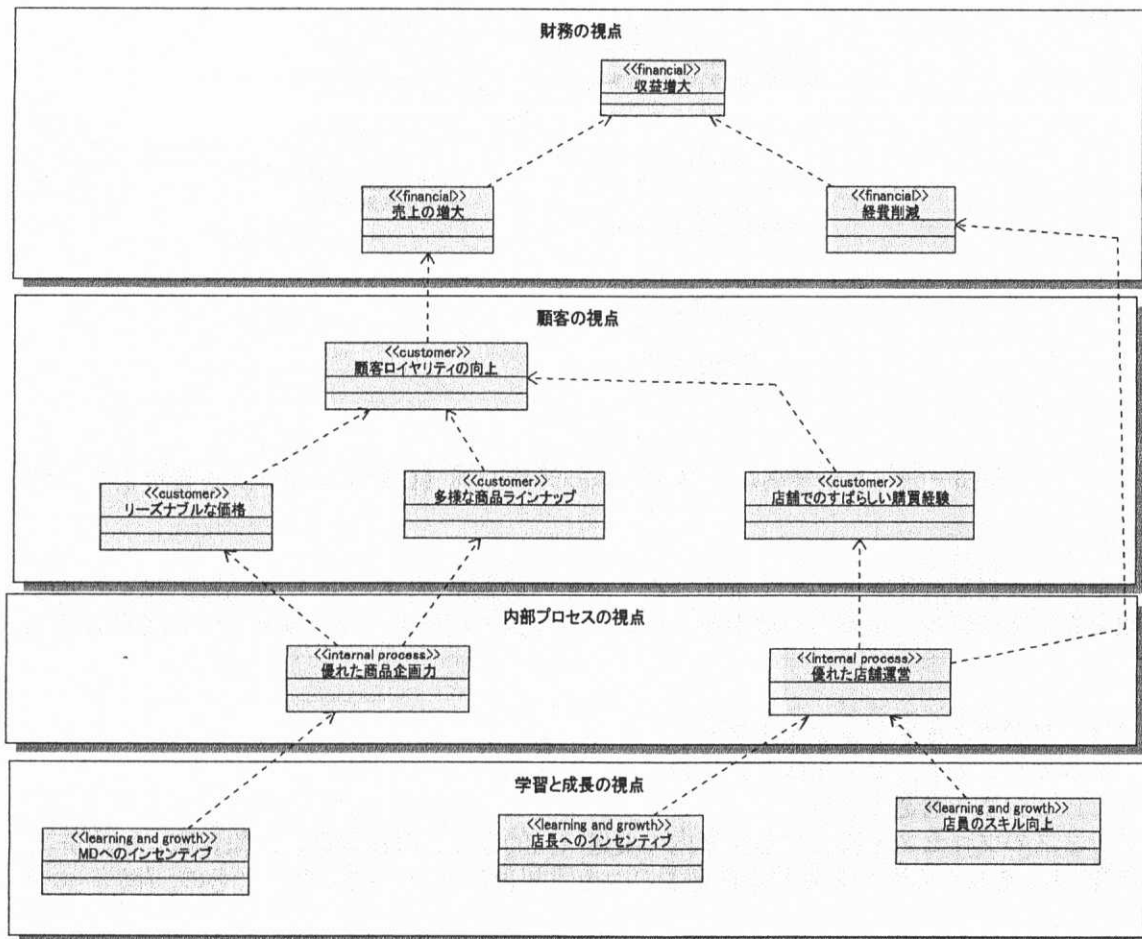 財務の視点
<<financial>>
収益増大
<<financial>>
売上の増大
<<financial>>
経費削減
顧客の視点
<<customer>>
顧客ロイヤリティの向上
<<customer>>
リーズナブルな価格
<<customer>>
多様な商品ラインナップ
<<customer>>
店舗でのすばらしい購買経験
内部プロセスの視点
<<internal process>>
優れた商品企画力
<<internal process>>
優れた店舗運営
学習と成長の視点
<<learning and growth>>
MDへのインセンティブ
<<learning and growth>>
店長へのインセンティブ
<<learning and growth>>
店員のスキル向上